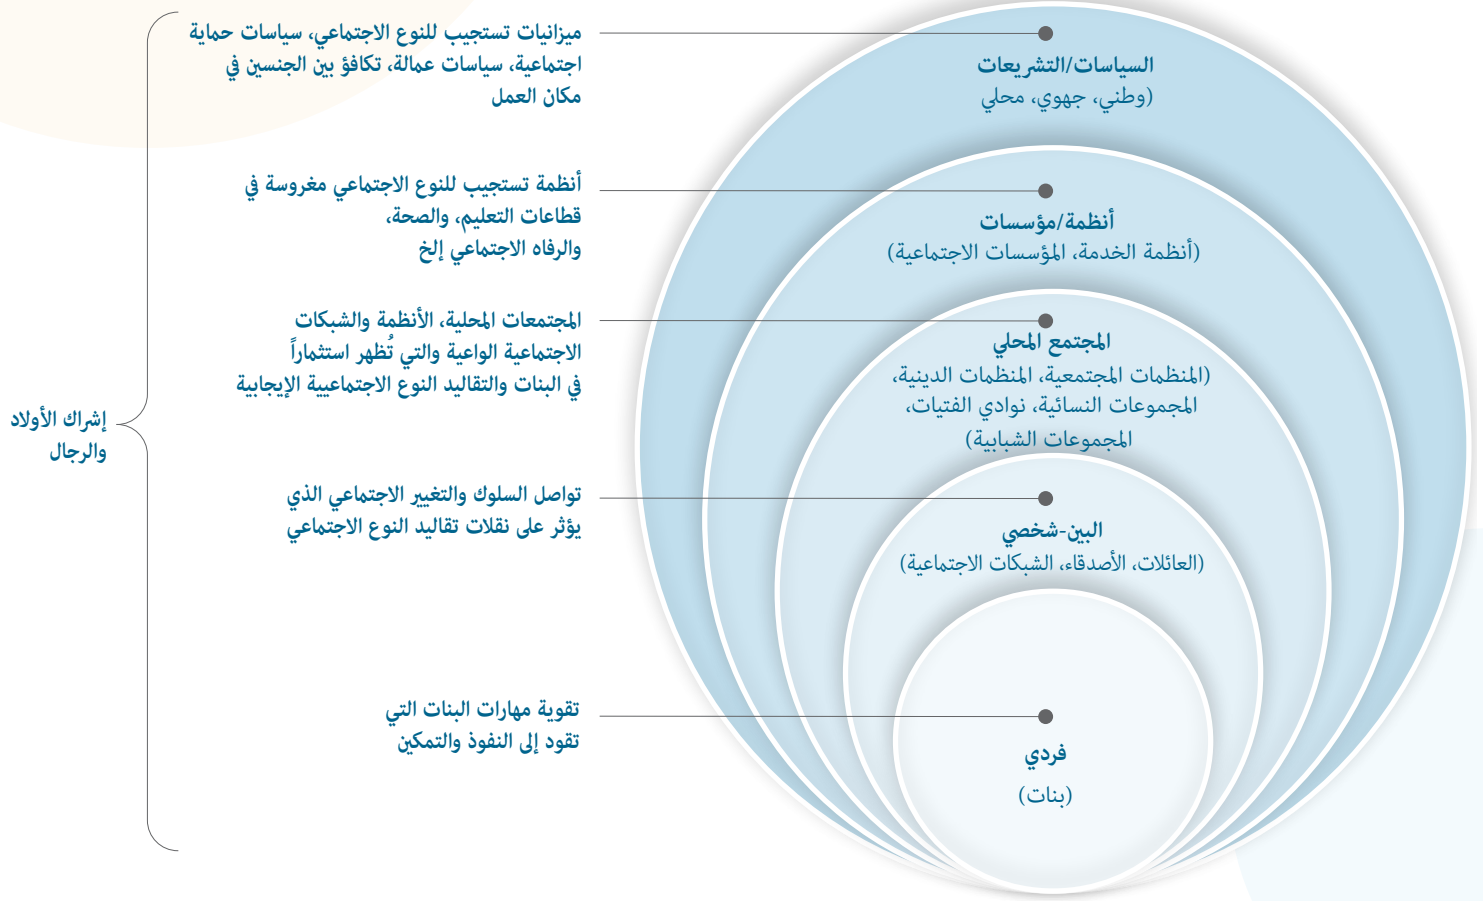 السياسات/التشريعات
(وطني، جهوي، محلي
ميزانيات تستجيب للنوع الاجتماعي، سياسات حماية
اجتماعية، سياسات عمالة، تكافؤ بين الجنسين في
مكان العمل
أنظمة/مؤسسات
(أنظمة الخدمة، المؤسسات الاجتماعية)
أنظمة تستجيب للنوع الاجتماعي مغروسة في
قطاعات التعليم، والصحة،
والرفاه الاجتماعي إلخ
المجتمع المحلي
(المنظمات المجتمعية، المنظمات الدينية،
المجموعات النسائية، نوادي الفتيات،
المجموعات الشبابية)
المجتمعات المحلية، الأنظمة والشبكات
الاجتماعية الواعية والتي تُظهر استثماراً
في البنات والتقاليد النوع الاجتماعيية الإيجابية
البين-شخصي
(العائلات، الأصدقاء، الشبكات الاجتماعية)
تواصل السلوك والتغيير الاجتماعي الذي
يؤثر على نقلات تقاليد النوع الاجتماعي
فردي
(بنات)
تقوية مهارات البنات التي
تقود إلى النفوذ والتمكين
إشراك الأولاد
والرجال